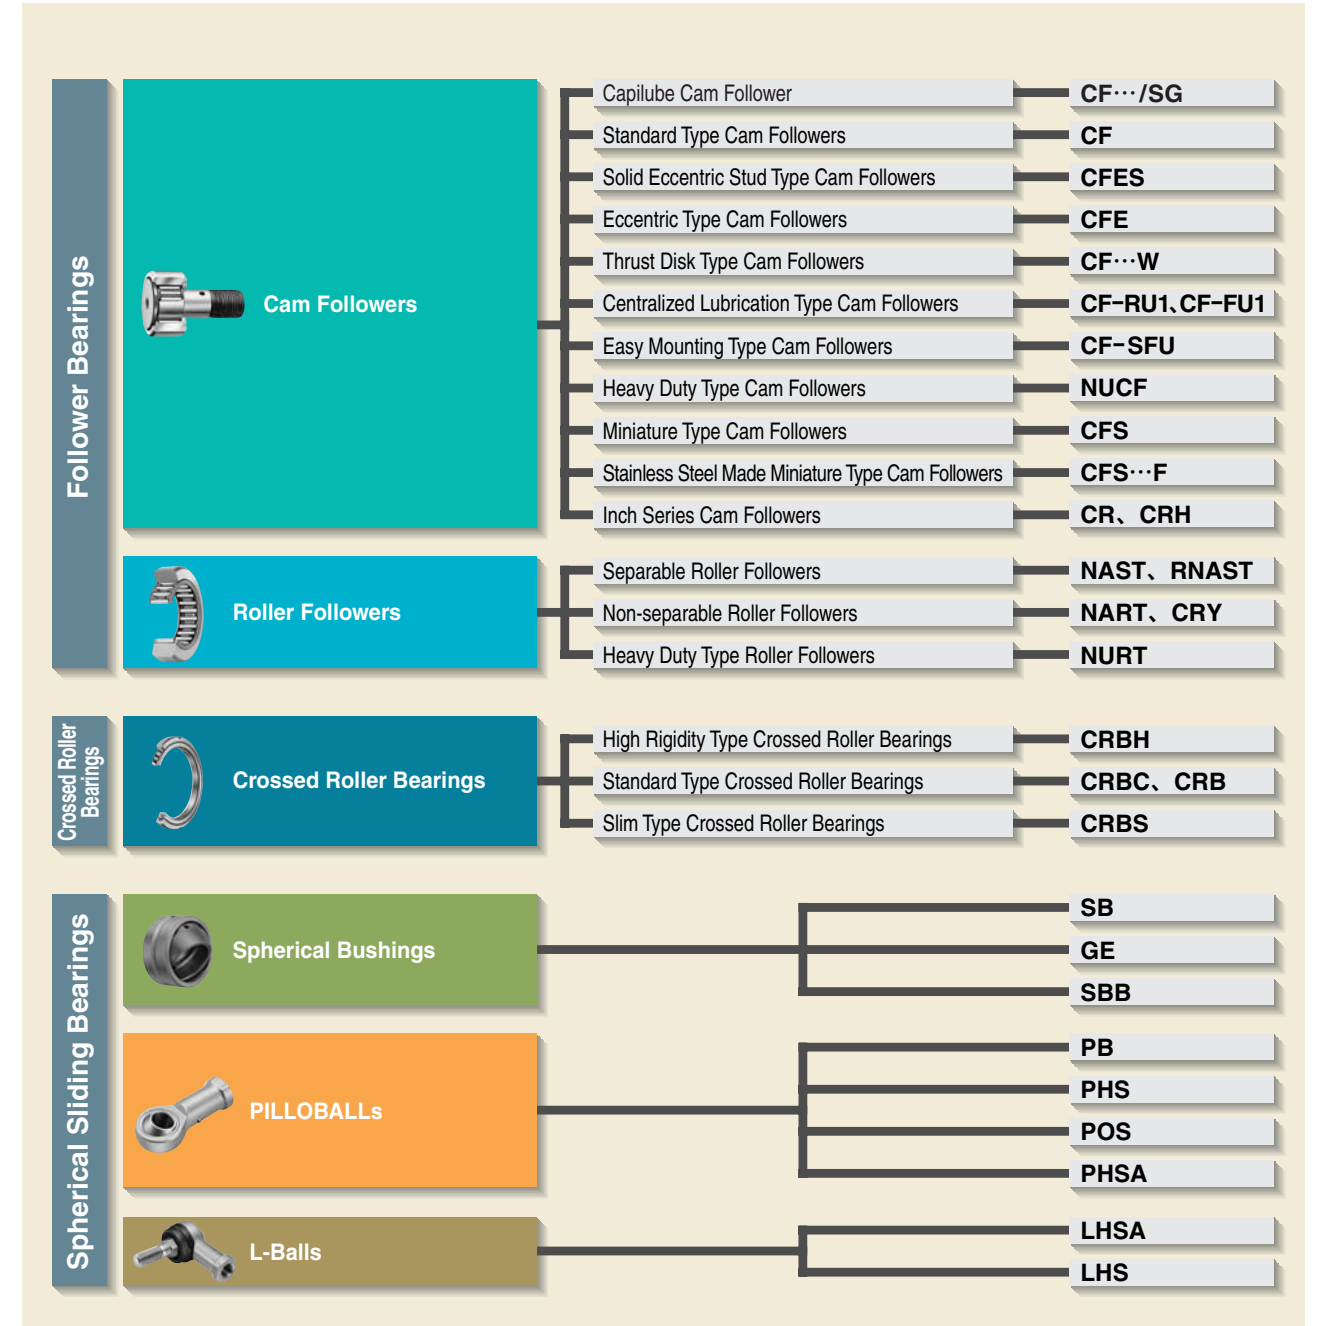 Follower Bearings
Cam Followers
Capilube Cam Follower
CF···/SG
Standard Type Cam Followers
CF
Solid Eccentric Stud Type Cam Followers
CFES
Eccentric Type Cam Followers
CFE
Thrust Disk Type Cam Followers
CF···W
Centralized Lubrication Type Cam Followers
CF-RU1、CF-FU1
Easy Mounting Type Cam Followers
CF-SFU
Heavy Duty Type Cam Followers
NUCF
Miniature Type Cam Followers
CFS
Stainless Steel Made Miniature Type Cam Followers
CFS···F
Inch Series Cam Followers
CR、CRH
Roller Followers
Separable Roller Followers
NAST、RNAST
Non-separable Roller Followers
NART、CRY
Heavy Duty Type Roller Followers
NURT
Crossed Roller
Bearings
Crossed Roller Bearings
High Rigidity Type Crossed Roller Bearings
CRBH
Standard Type Crossed Roller Bearings
CRBC、CRB
Slim Type Crossed Roller Bearings
CRBS
Spherical Sliding Bearings
Spherical Bushings
SB
GE
SBB
PILLOBALLs
PB
PHS
POS
PHSA
L-Balls
LHSA
LHS